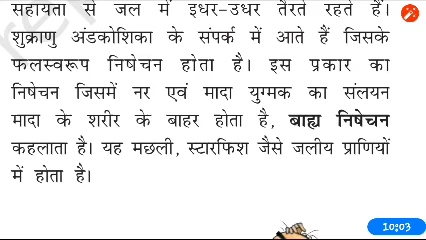 सहायता से जल में इधर-उधर तैरते रहते हैं।
शुक्राणु अंडकोशिका के संपर्क में आते हैं जिसके
फलस्वरूप निषेचन होता है। इस प्रकार का
निषेचन जिसमें नर एवं मादा युग्मक का संलयन
मादा के शरीर के बाहर होता है, बाह्य निषेचन
कहलाता है। यह मछली, स्टारफिश जैसे जलीय प्राणियों
में होता है।
10:03